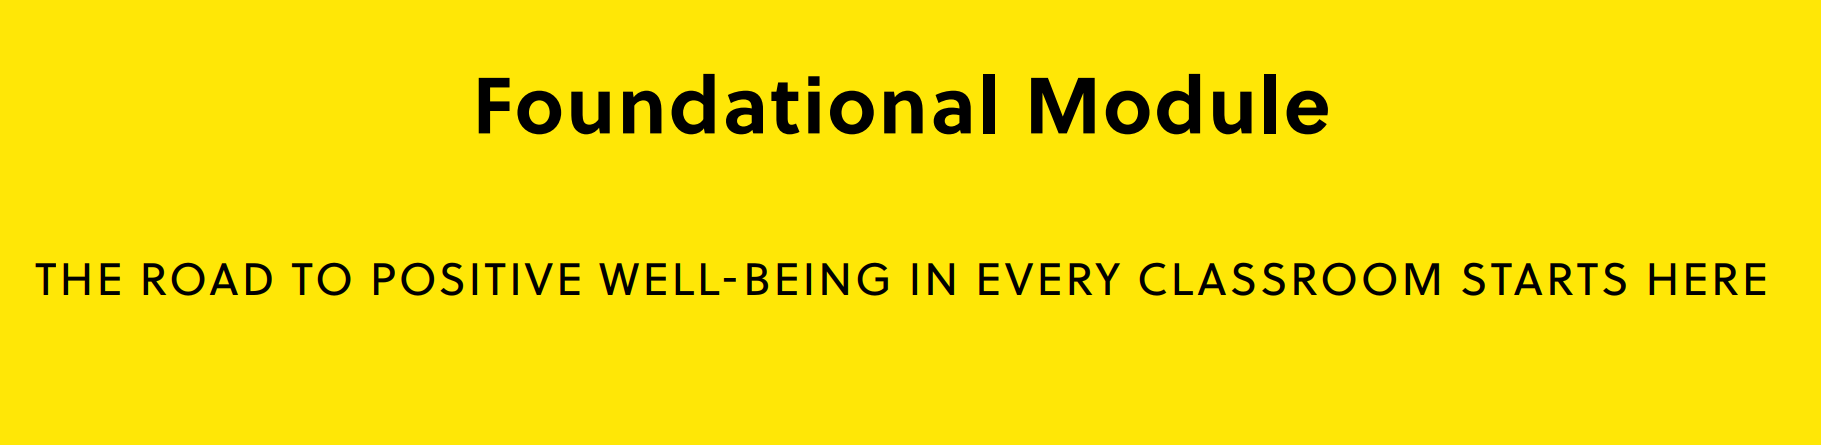 Foundational Module
THE ROAD TO POSITIVE WELL-BEING IN EVERY CLASSROOM STARTS HERE